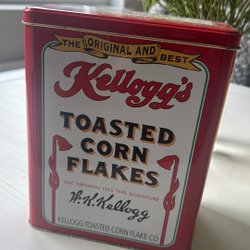 THE ORIGINAL AND BEST
Kellogg's
TOASTED
CORN
FLAKES
THE ORIGINAL HAS THIS SIGNATURE
W.K.Kellogg
KELLOGG TOASTED CORN FLAKE CO.